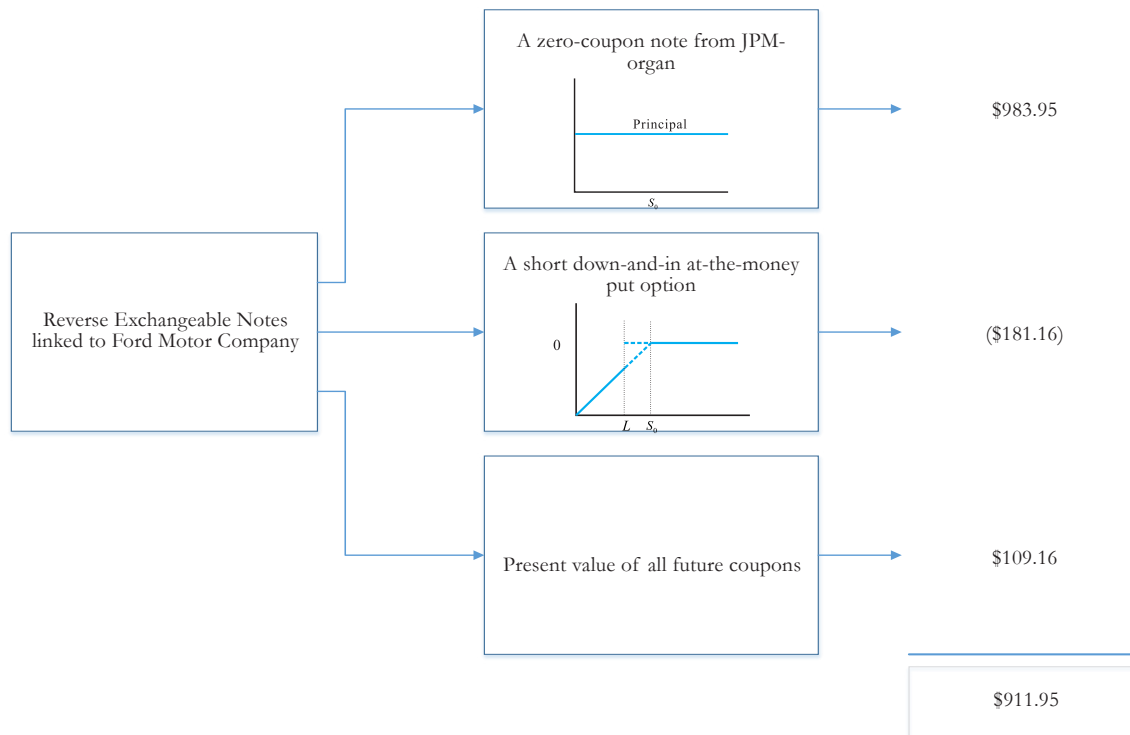 A zero-coupon note from JPM-
organ
Principal
S₀
$983.95
Reverse Exchangeable Notes
linked to Ford Motor Company
A short down-and-in at-the-money
put option
0
L S₀
($181.16)
Present value of all future coupons
$109.16
$911.95